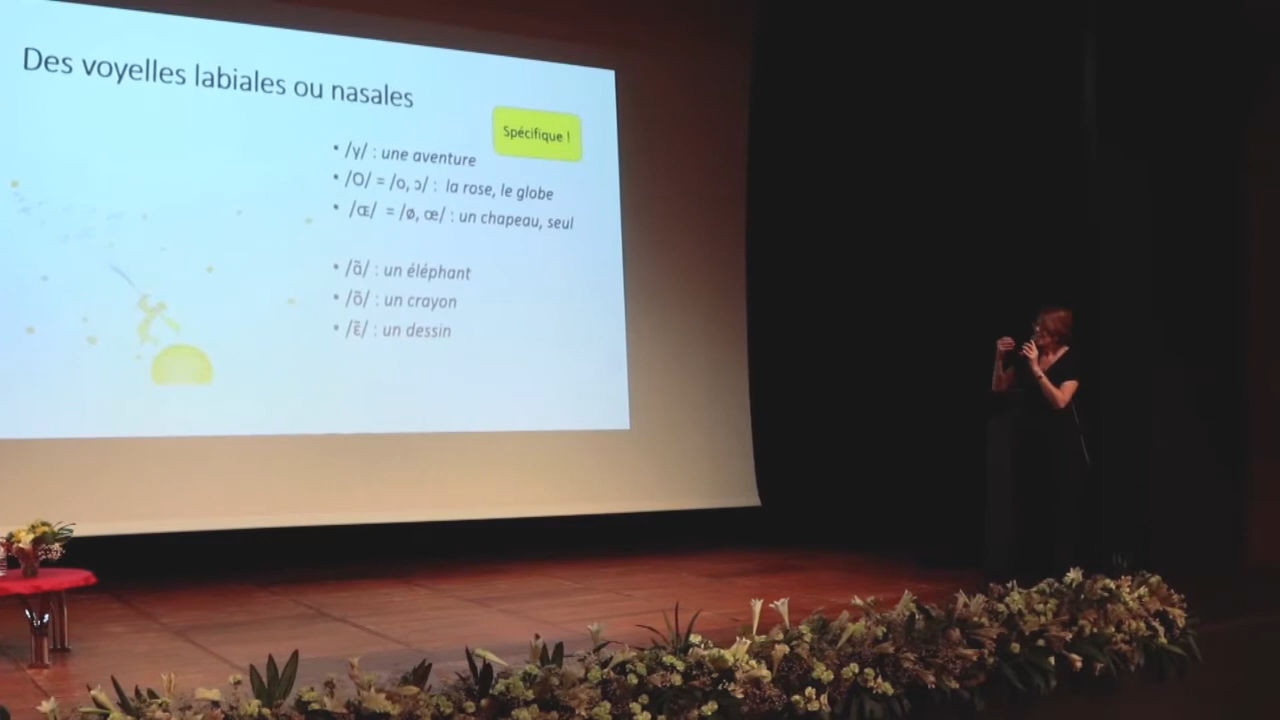 Des voyelles labiales ou nasales
Spécifique !
• /y/ : une aventure
• /O/ = /o, ɔ/ : la rose, le globe
• /Œ/ = /ø, œ/ : un chapeau, seul
• /ɑ̃/ : un éléphant
• /õ/ : un crayon
• /ɛ̃/ : un dessin